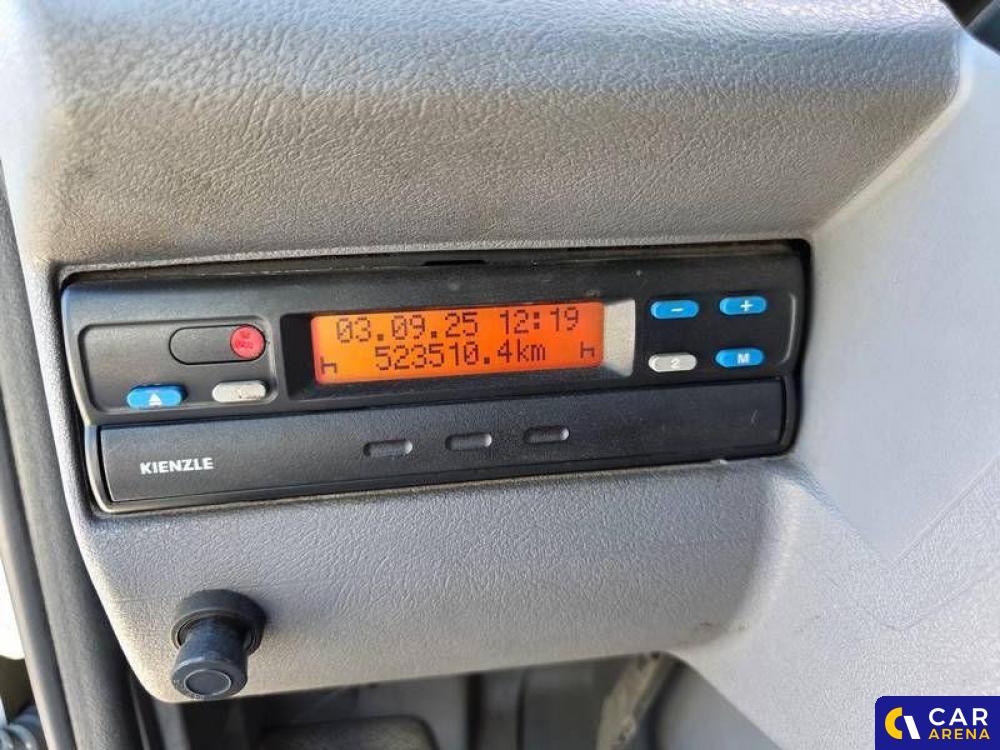 03.09.25 12:19
523510.4km
2
M
KIENZLE
CAR
ARENA